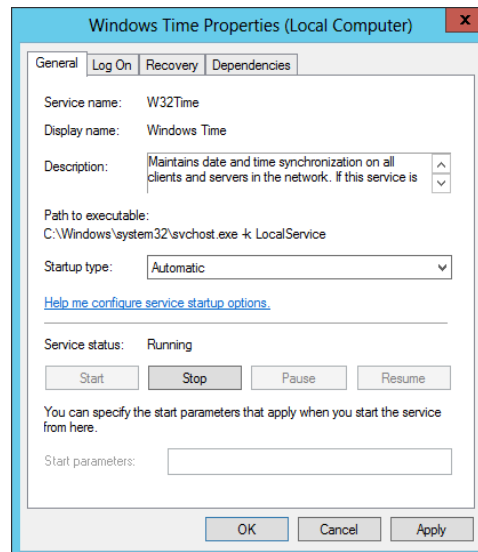 Windows Time Properties (Local Computer)
x
General Log On Recovery Dependencies
Service name: W32Time
Display name: Windows Time
Description: Maintains date and time synchronization on all
clients and servers in the network. If this service is
Path to executable:
C:\Windows\system32\svchost.exe -k LocalService
Startup type: Automatic
Help me configure service startup options.
Service status: Running
Start Stop Pause Resume
You can specify the start parameters that apply when you start the service
from here.
Start parameters:
OK Cancel Apply